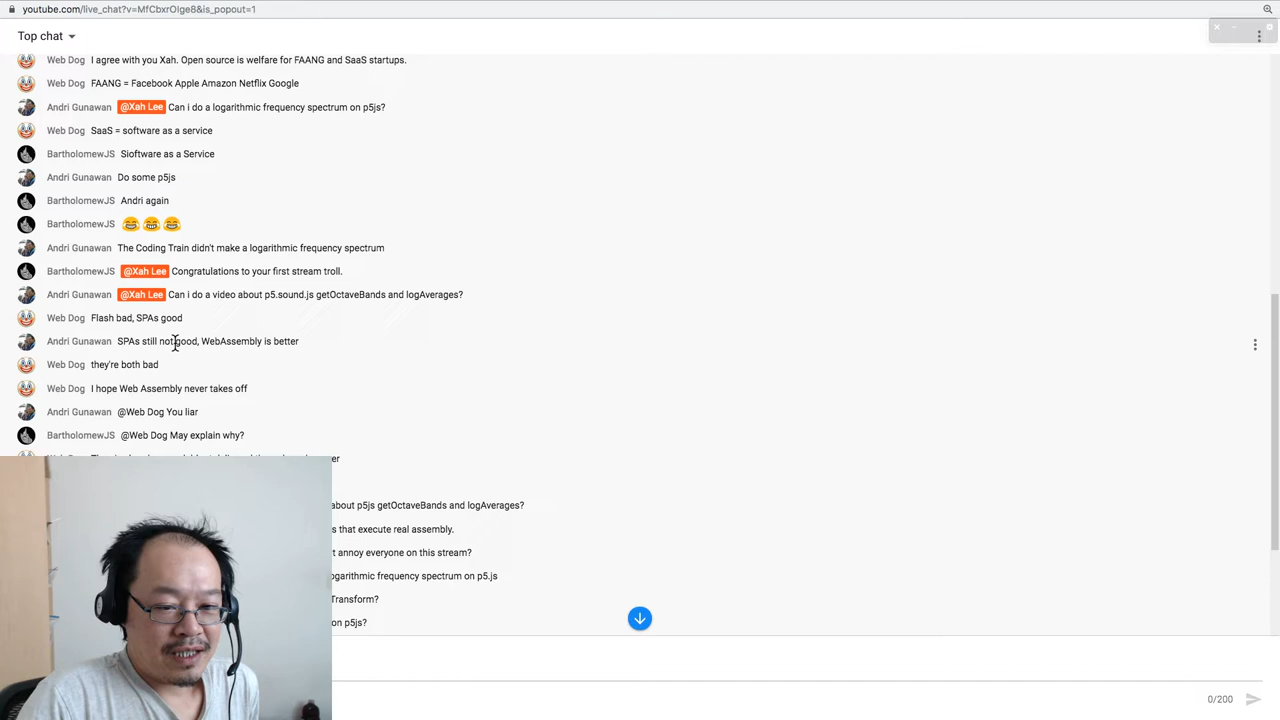 youtube.com/live_chat?v=MfCbxrOIge8&is_popout=1
Top chat
Web Dog I agree with you Xah. Open source is welfare for FAANG and SaaS startups.
Web Dog FAANG = Facebook Apple Amazon Netflix Google
Andri Gunawan @Xah Lee Can i do a logarithmic frequency spectrum on p5js?
Web Dog SaaS = software as a service
BartholomewJS Sioftware as a Service
Andri Gunawan Do some p5js
BartholomewJS Andri again
BartholomewJS 😂 😂 😂
Andri Gunawan The Coding Train didn't make a logarithmic frequency spectrum
BartholomewJS @Xah Lee Congratulations to your first stream troll.
Andri Gunawan @Xah Lee Can i do a video about p5.sound.js getOctaveBands and logAverages?
Web Dog Flash bad, SPAs good
Andri Gunawan SPAs still not good, WebAssembly is better
Web Dog they're both bad
Web Dog I hope Web Assembly never takes off
Andri Gunawan @Web Dog You liar
BartholomewJS @Web Dog May explain why?
about p5js getOctaveBands and logAverages?
s that execute real assembly.
t annoy everyone on this stream?
ogarithmic frequency spectrum on p5.js
Transform?
on p5js?
0/200